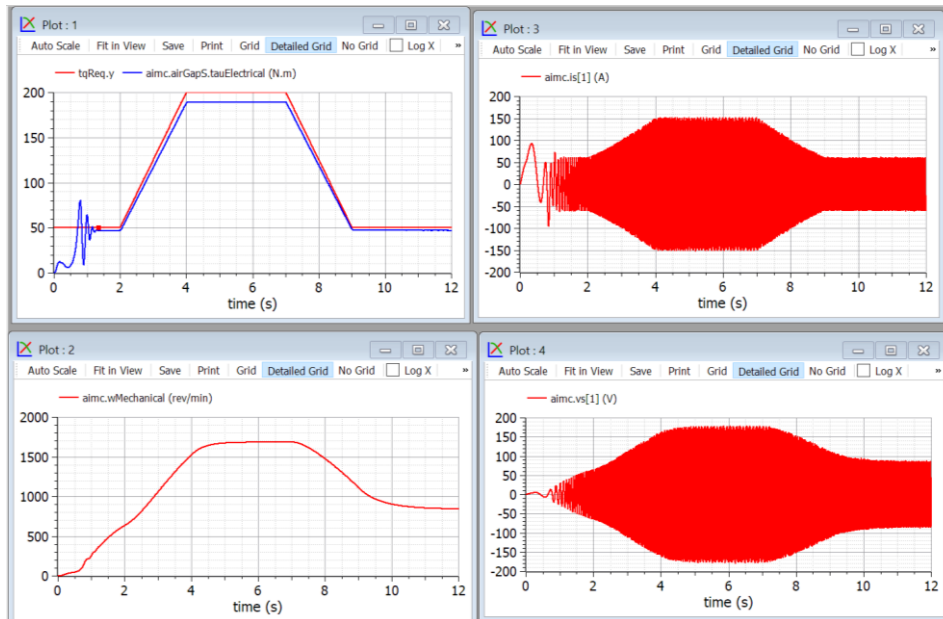 Plot : 1
Auto Scale Fit in View Save Print Grid Detailed Grid No Grid Log X »
tqReq.y aimc.airGapS.tauElectrical (N.m)
200
150
100
50
0
0 2 4 6 8 10 12
time (s)
Plot : 3
Auto Scale Fit in View Save Print Grid Detailed Grid No Grid Log X »
aimc.is[1] (A)
200
150
100
50
0
-50
-100
-150
-200
0 2 4 6 8 10 12
time (s)
Plot : 2
Auto Scale Fit in View Save Print Grid Detailed Grid No Grid Log X »
aimc.wMechanical (rev/min)
2000
1500
1000
500
0
0 2 4 6 8 10 12
time (s)
Plot : 4
Auto Scale Fit in View Save Print Grid Detailed Grid No Grid Log X »
aimc.vs[1] (V)
200
150
100
50
0
-50
-100
-150
-200
0 2 4 6 8 10 12
time (s)